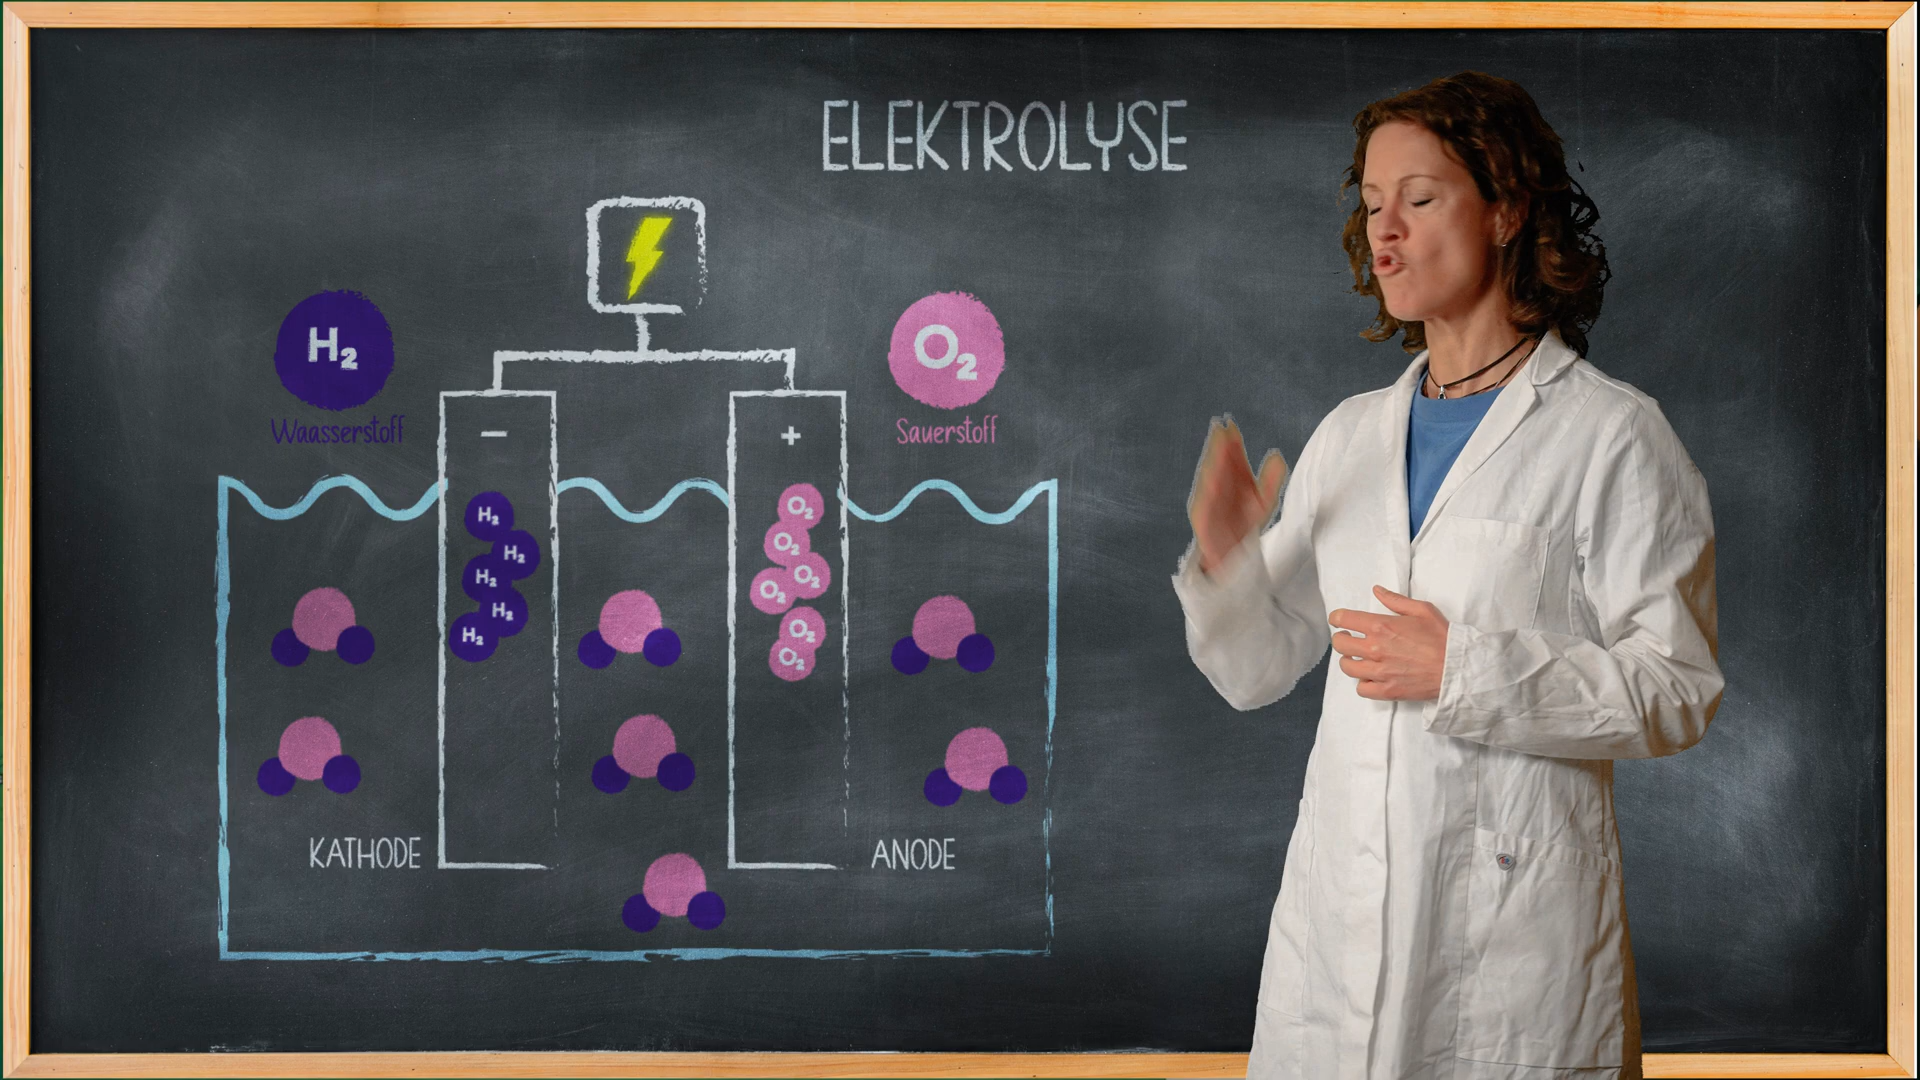 ELEKTROLYSE
H₂
O₂
Waasserstoff
Sauerstoff
−
+
H₂
H₂
H₂
H₂
H₂
O₂
O₂
O₂
O₂
O₂
O₂
KATHODE
ANODE